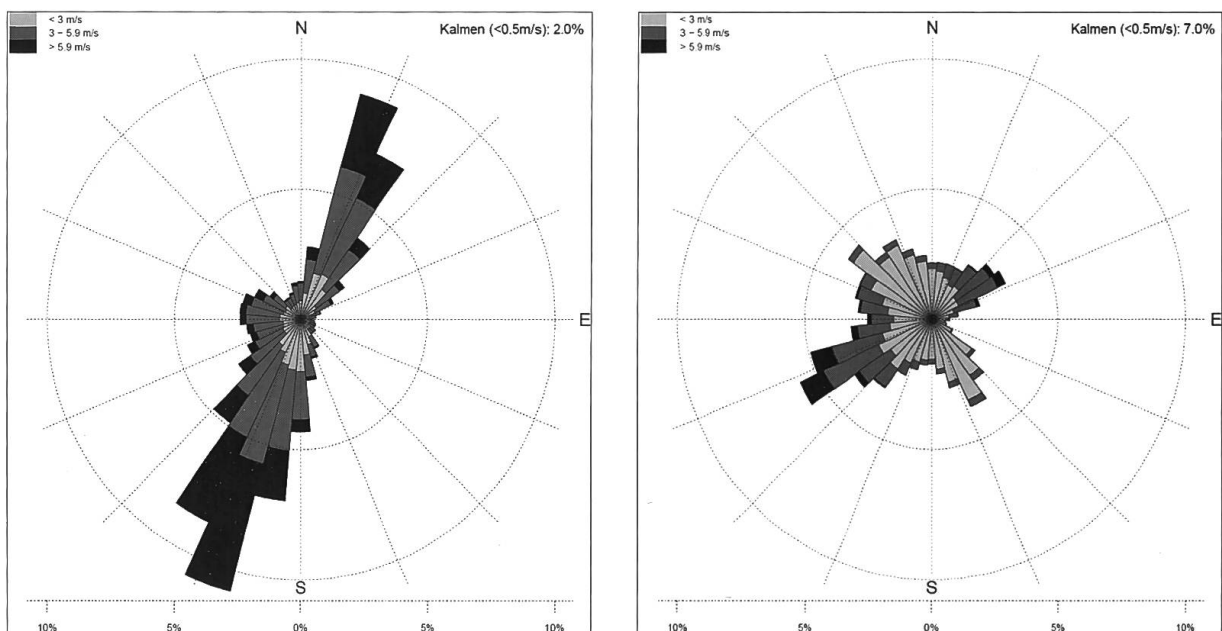 < 3 m/s
3 – 5.9 m/s
> 5.9 m/s
N
Kalmen (<0.5m/s): 2.0%
E
S
10%
5%
0%
5%
10%
< 3 m/s
3 – 5.9 m/s
> 5.9 m/s
N
Kalmen (<0.5m/s): 7.0%
E
S
10%
5%
0%
5%
10%